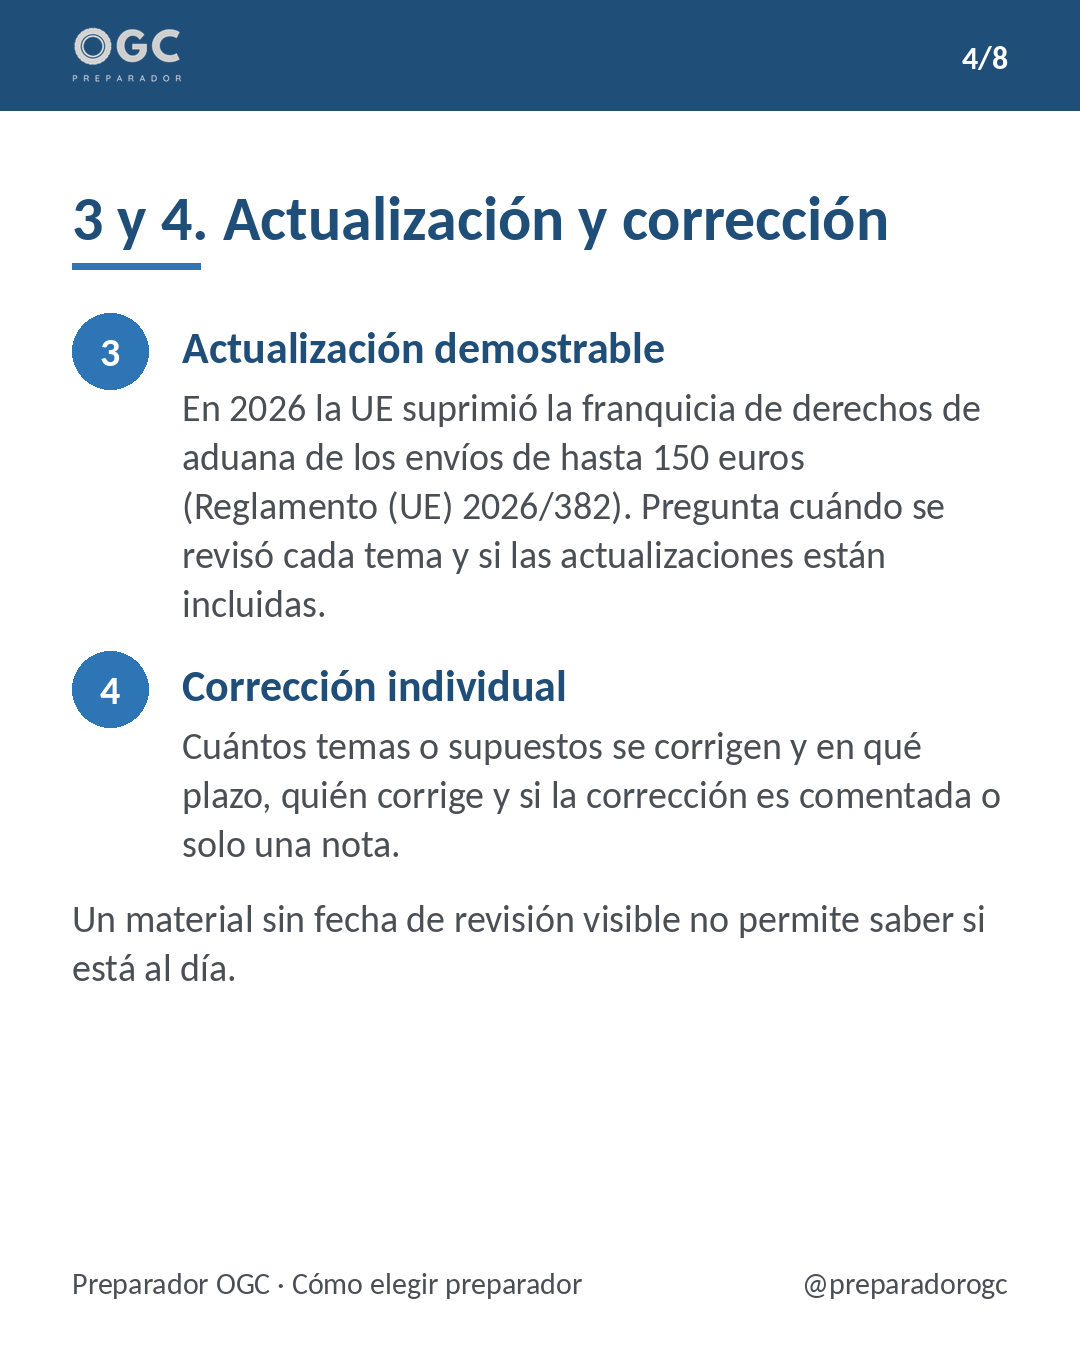 OGC
PREPARADOR
4/8
3 y 4. Actualización y corrección
3
Actualización demostrable
En 2026 la UE suprimió la franquicia de derechos de
aduana de los envíos de hasta 150 euros
(Reglamento (UE) 2026/382). Pregunta cuándo se
revisó cada tema y si las actualizaciones están
incluidas.
4
Corrección individual
Cuántos temas o supuestos se corrigen y en qué
plazo, quién corrige y si la corrección es comentada o
solo una nota.
Un material sin fecha de revisión visible no permite saber si
está al día.
Preparador OGC · Cómo elegir preparador
@preparadorogc